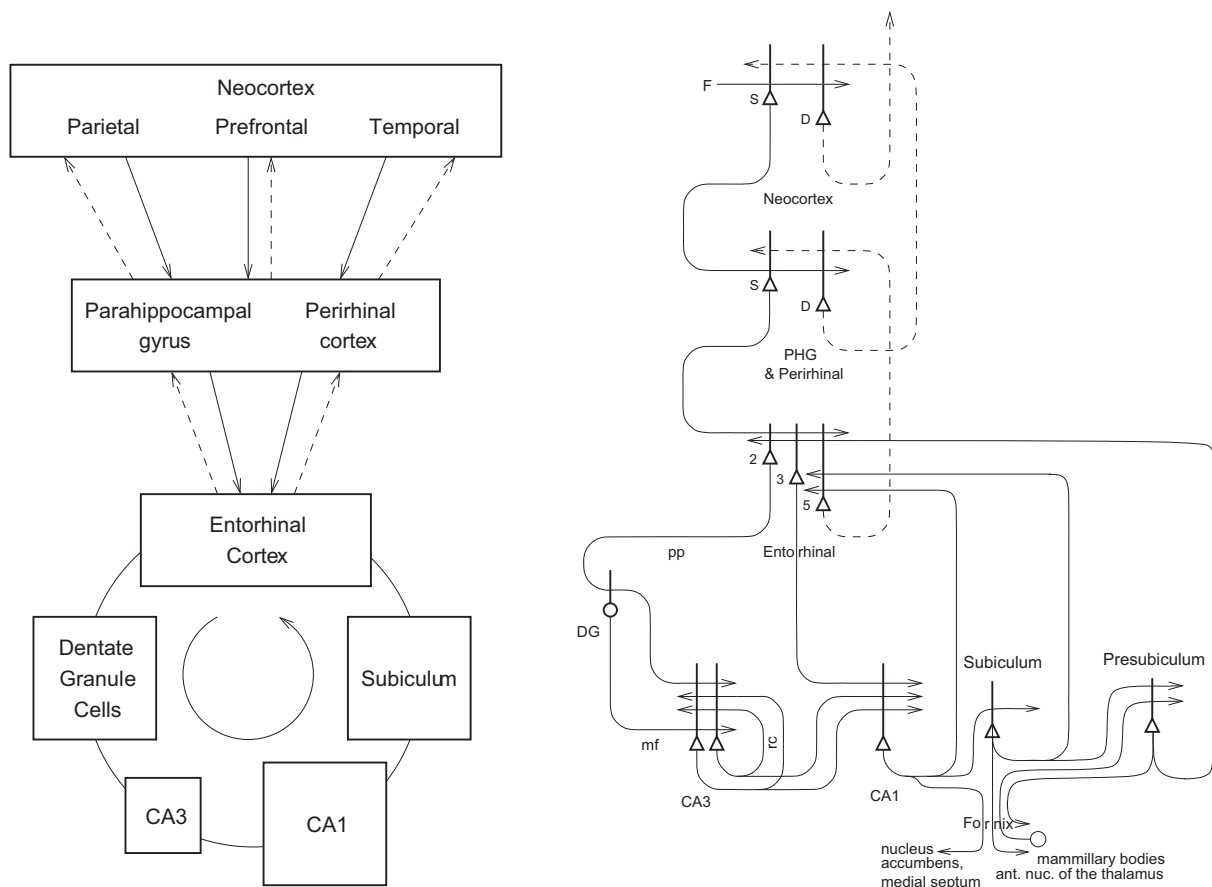 Neocortex
Parietal Prefrontal Temporal
Parahippocampal
gyrus
Perirhinal
cortex
Entorhinal
Cortex
Dentate
Granule
Cells
Subiculum
CA3
CA1
F
S
D
Neocortex
S
D
PHG
& Perirhinal
2
3
5
pp
Entorhinal
DG
Subiculum
Presubiculum
mf
rc
CA3
CA1
Fornix
nucleus
accumbens,
medial septum
mammillary bodies
ant. nuc. of the thalamus